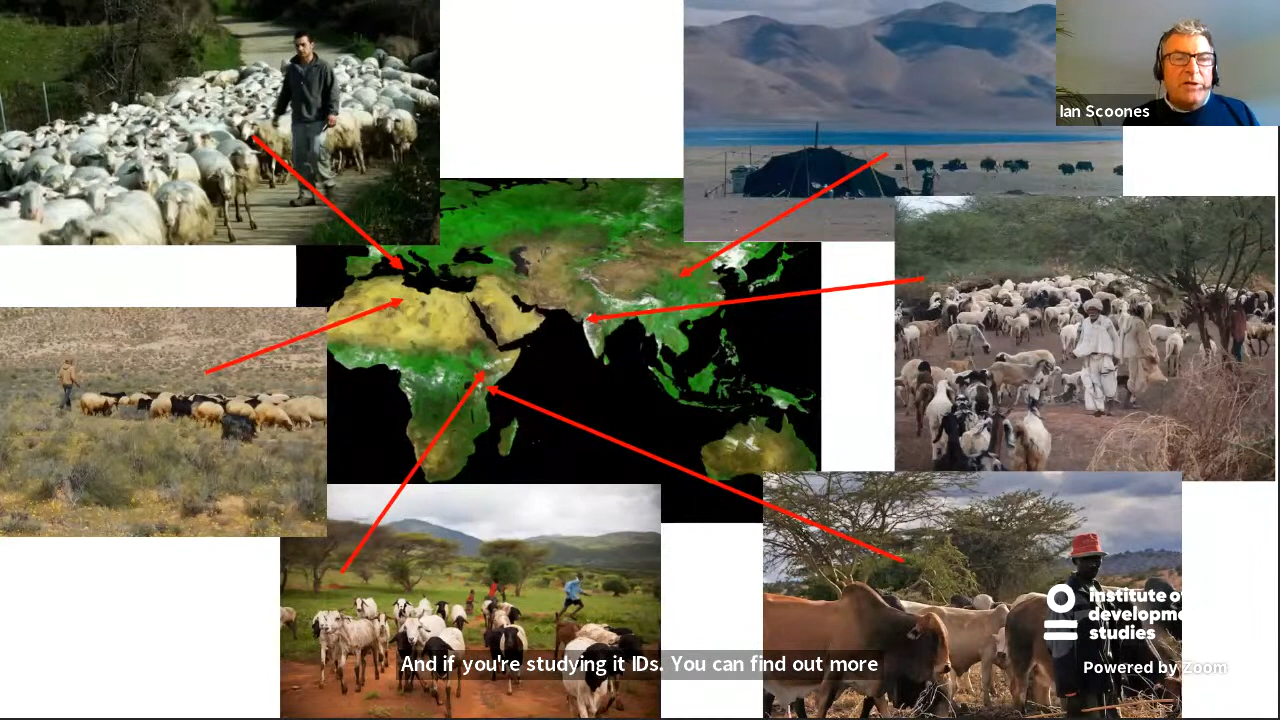 Ian Scoones
institute of
developme
studies
And if you're studying it IDs. You can find out more
Powered by Zoom